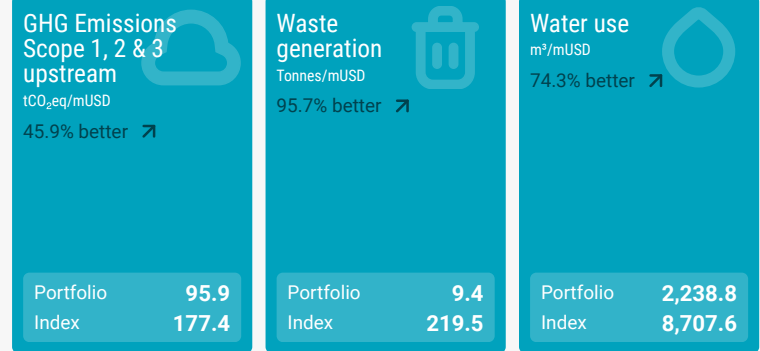 GHG Emissions
Scope 1, 2 & 3
upstream
tCO₂eq/mUSD
45.9% better
Portfolio 95.9
Index 177.4
Waste
generation
Tonnes/mUSD
95.7% better
Portfolio 9.4
Index 219.5
Water use
m³/mUSD
74.3% better
Portfolio 2,238.8
Index 8,707.6